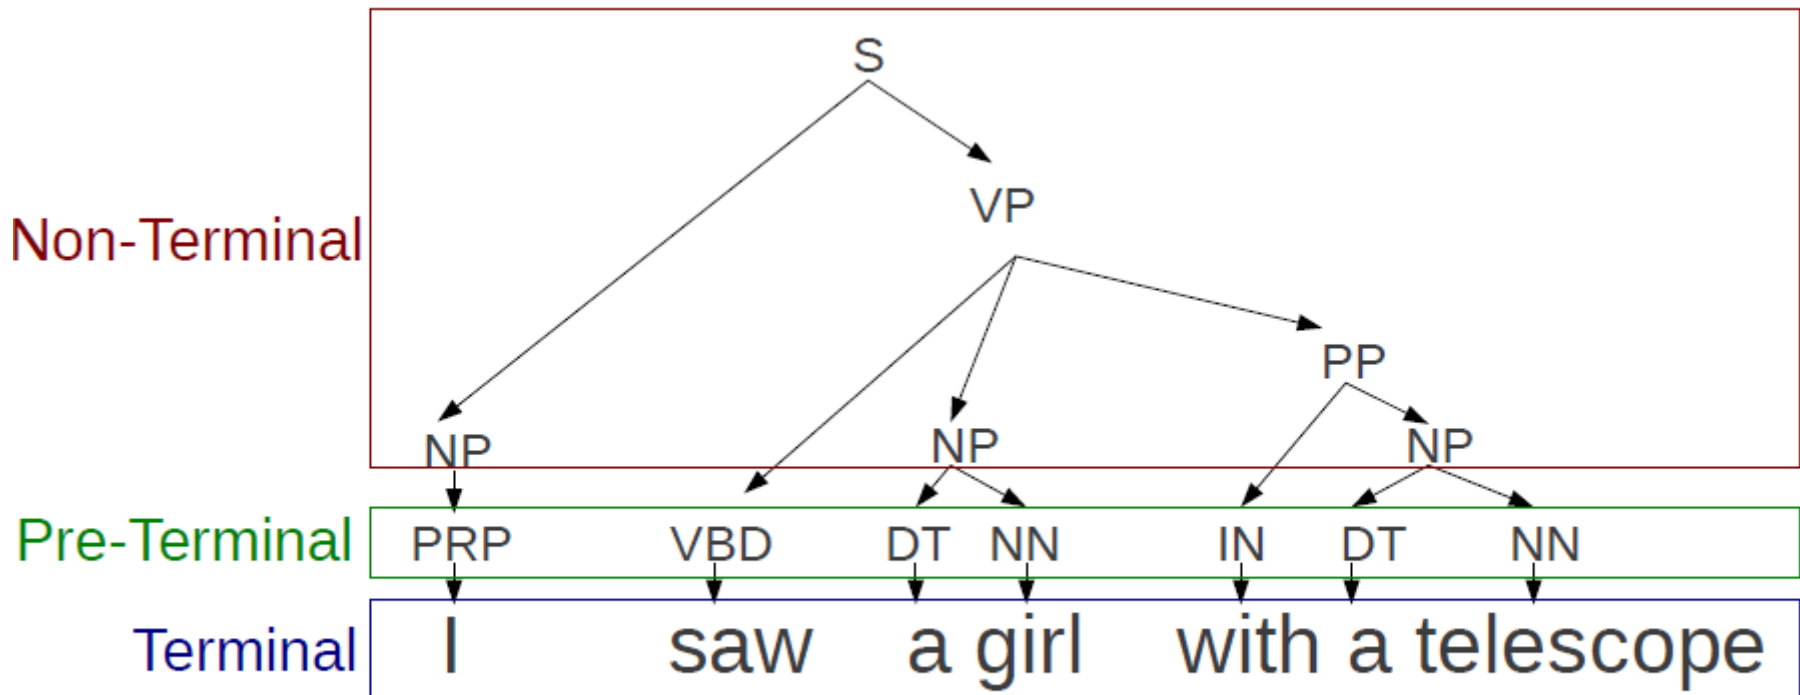 S
VP
Non-Terminal
PP
NP NP NP
Pre-Terminal PRP VBD DT NN IN DT NN
Terminal I saw a girl with a telescope